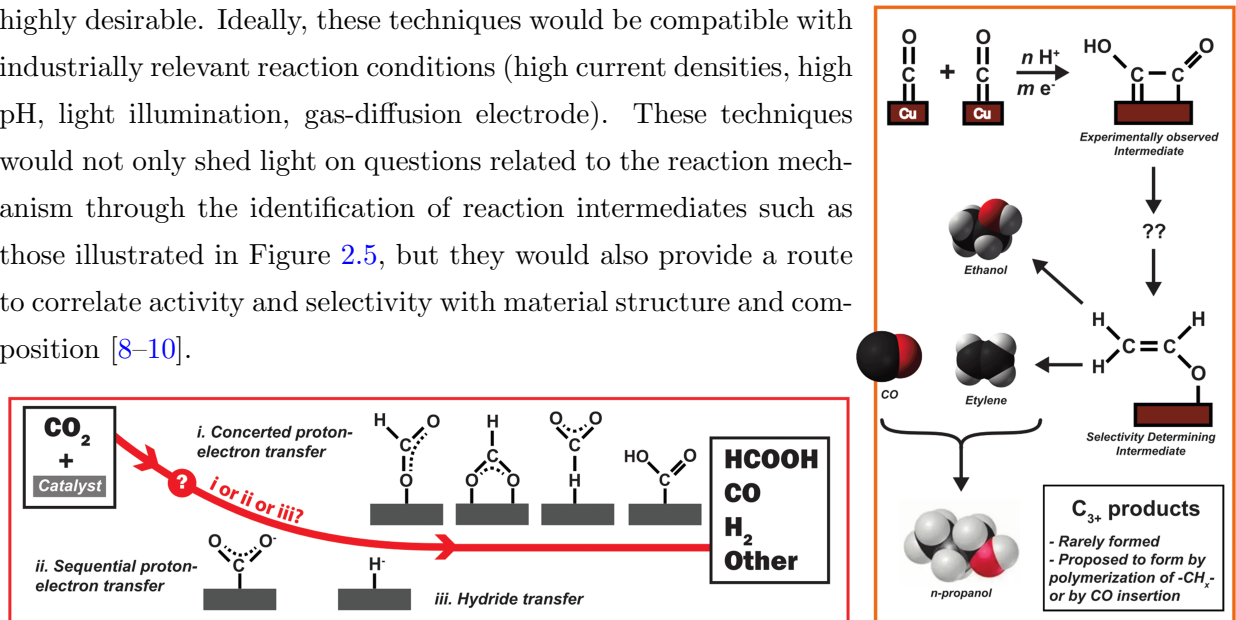 highly desirable. Ideally, these techniques would be compatible with
industrially relevant reaction conditions (high current densities, high
pH, light illumination, gas-diffusion electrode). These techniques
would not only shed light on questions related to the reaction mech-
anism through the identification of reaction intermediates such as
those illustrated in Figure 2.5, but they would also provide a route
to correlate activity and selectivity with material structure and com-
position [8–10].
CO₂
+
Catalyst
?
i or ii or iii?
i. Concerted proton-
electron transfer
H O
C
O
H
C
O O
O O
C
H
HO O
C
ii. Sequential proton-
electron transfer
O O⁻
C
H⁻
iii. Hydride transfer
HCOOH
CO
H₂
Other
O
C
Cu
+
O
C
Cu
n H⁺
m e⁻
HO O
C C
Experimentally observed
Intermediate
??
Ethanol
H H
C C
H O
CO
Etylene
Selectivity Determining
Intermediate
n-propanol
C₃₊ products
- Rarely formed
- Proposed to form by
polymerization of -CHₓ-
or by CO insertion